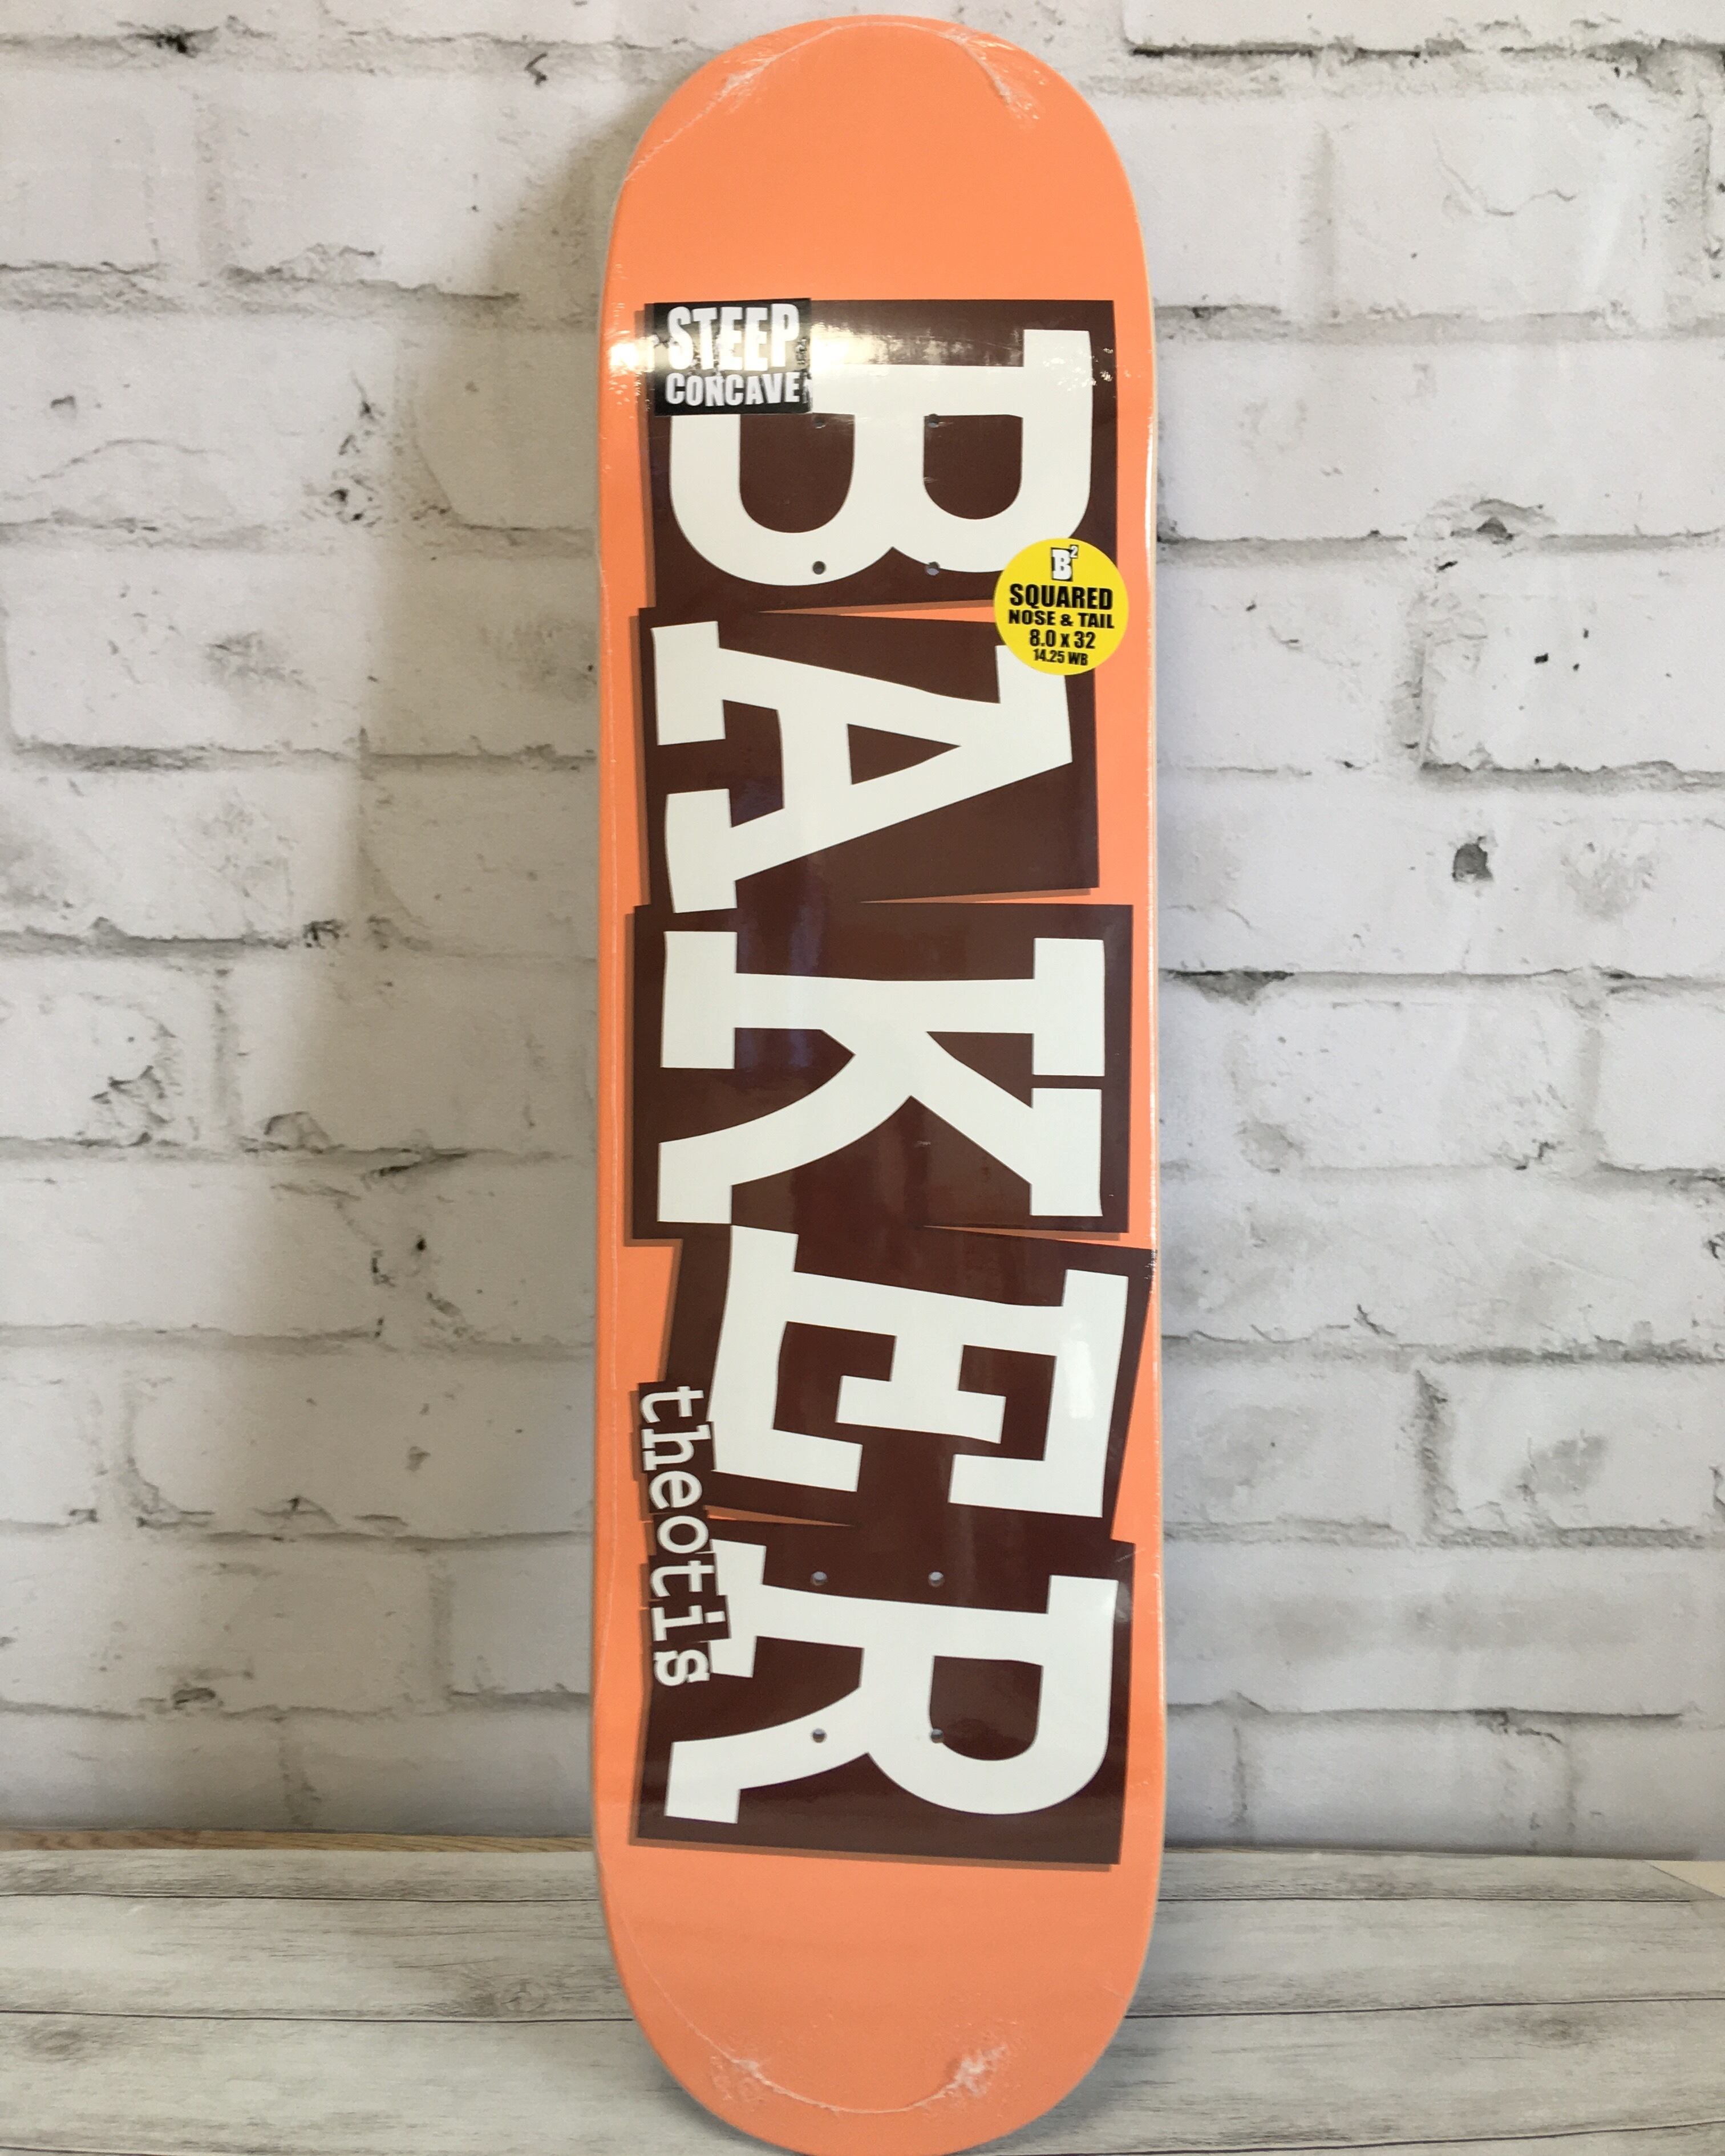 STEEP
CONCAVE
BAKER
B²
SQUARED
NOSE & TAIL
8.0 x 32
14.25 WB
theotis